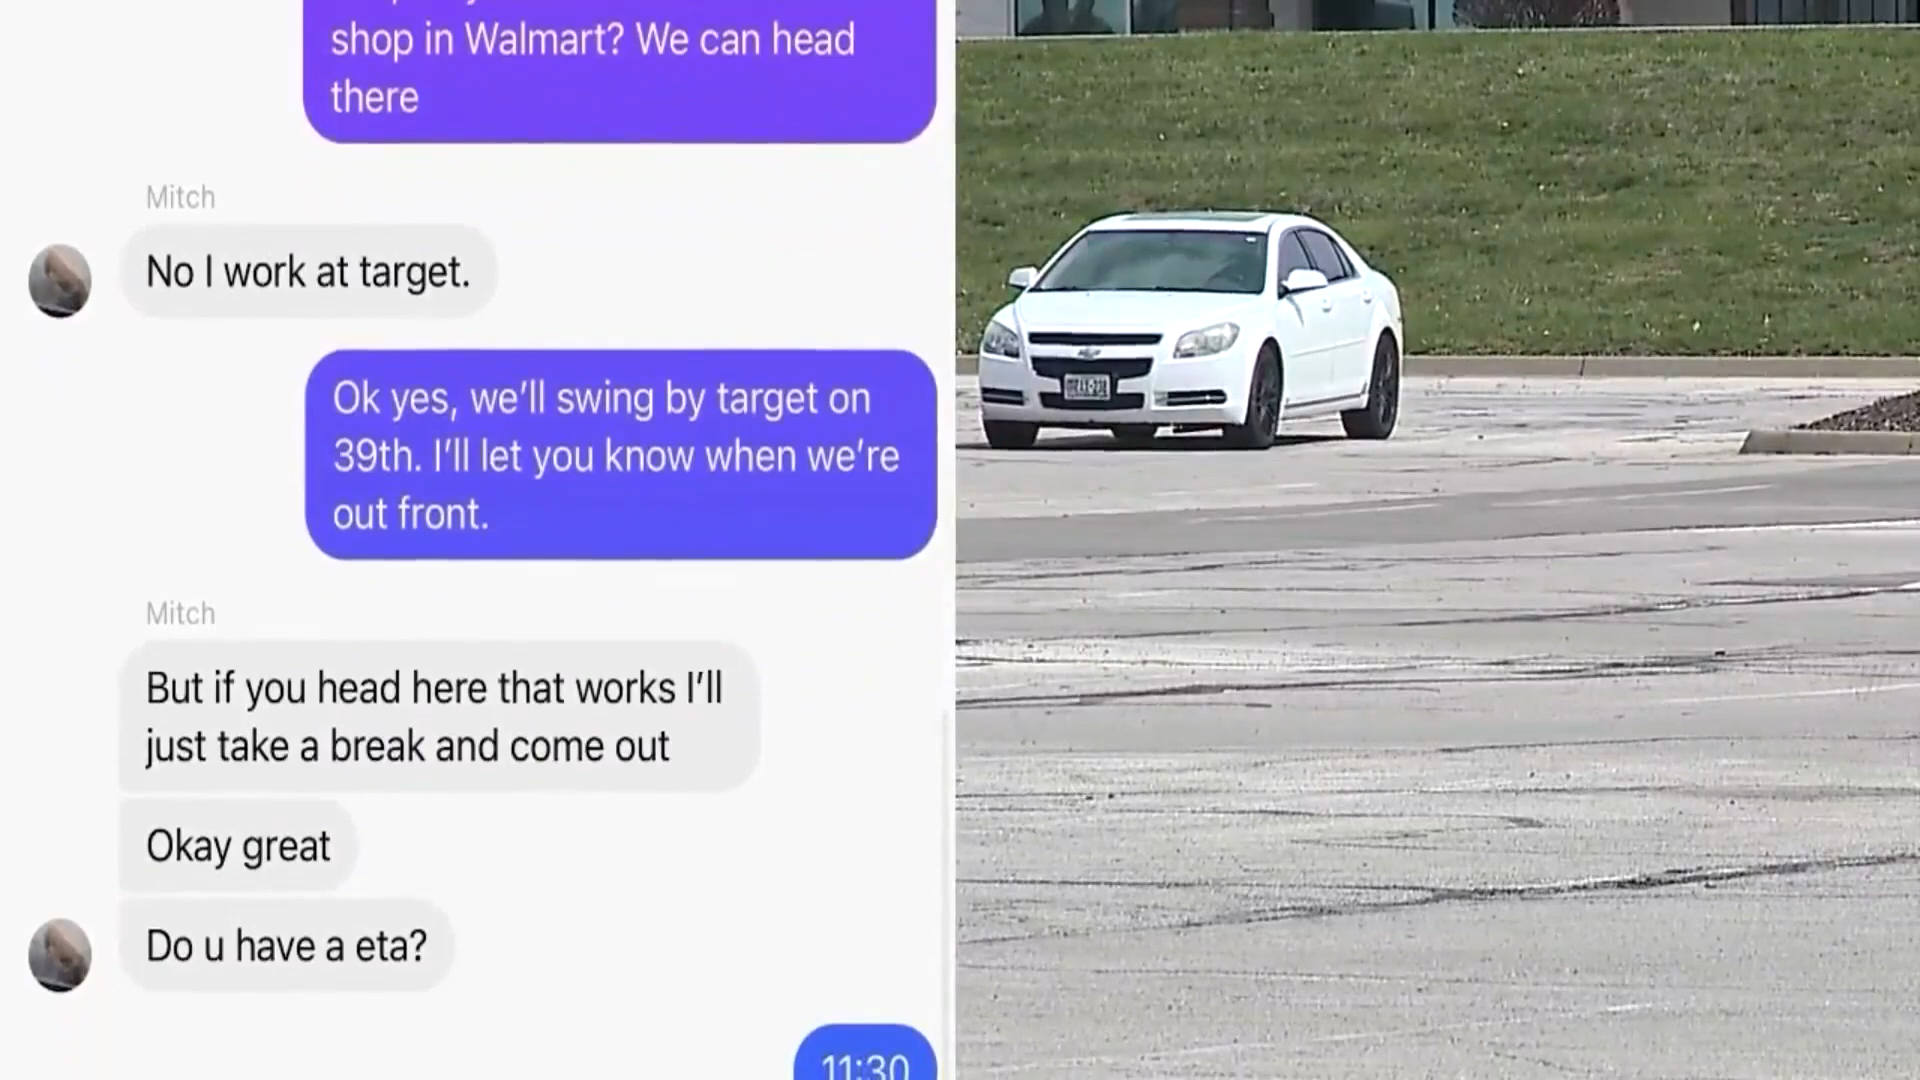 shop in Walmart? We can head
there
Mitch
No I work at target.
Ok yes, we'll swing by target on
39th. I'll let you know when we're
out front.
Mitch
But if you head here that works I'll
just take a break and come out
Okay great
Do u have a eta?
11:30